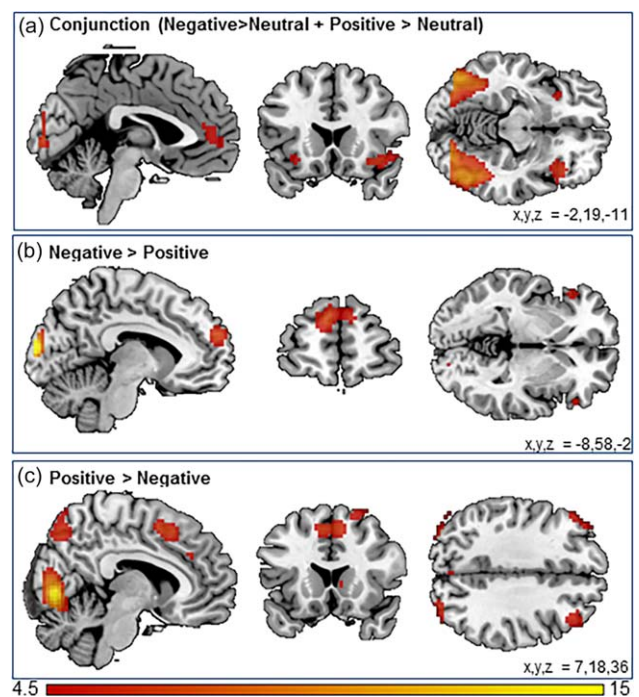 (a) Conjunction (Negative>Neutral + Positive > Neutral)
x,y,z = -2,19,-11
(b) Negative > Positive
x,y,z = -8,58,-2
(c) Positive > Negative
x,y,z = 7,18,36
4.5 15